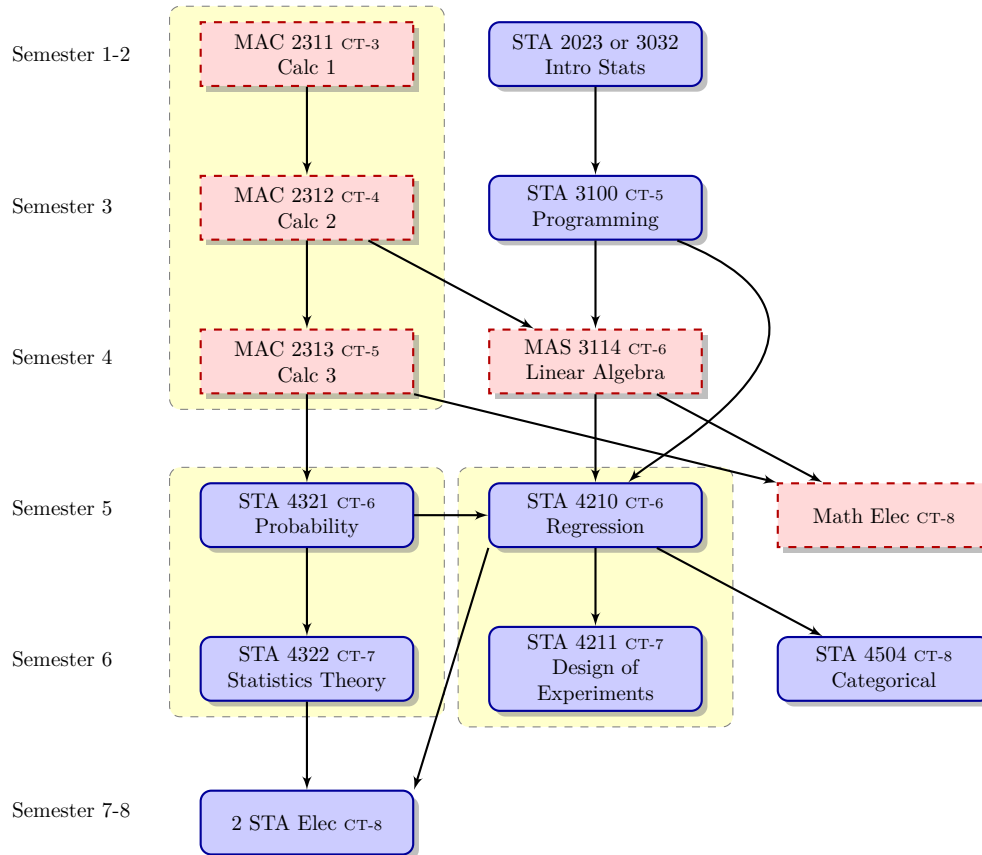 Semester 1-2
MAC 2311 CT-3
Calc 1
STA 2023 or 3032
Intro Stats
Semester 3
MAC 2312 CT-4
Calc 2
STA 3100 CT-5
Programming
Semester 4
MAC 2313 CT-5
Calc 3
MAS 3114 CT-6
Linear Algebra
Semester 5
STA 4321 CT-6
Probability
STA 4210 CT-6
Regression
Math Elec CT-8
Semester 6
STA 4322 CT-7
Statistics Theory
STA 4211 CT-7
Design of
Experiments
STA 4504 CT-8
Categorical
Semester 7-8
2 STA Elec CT-8